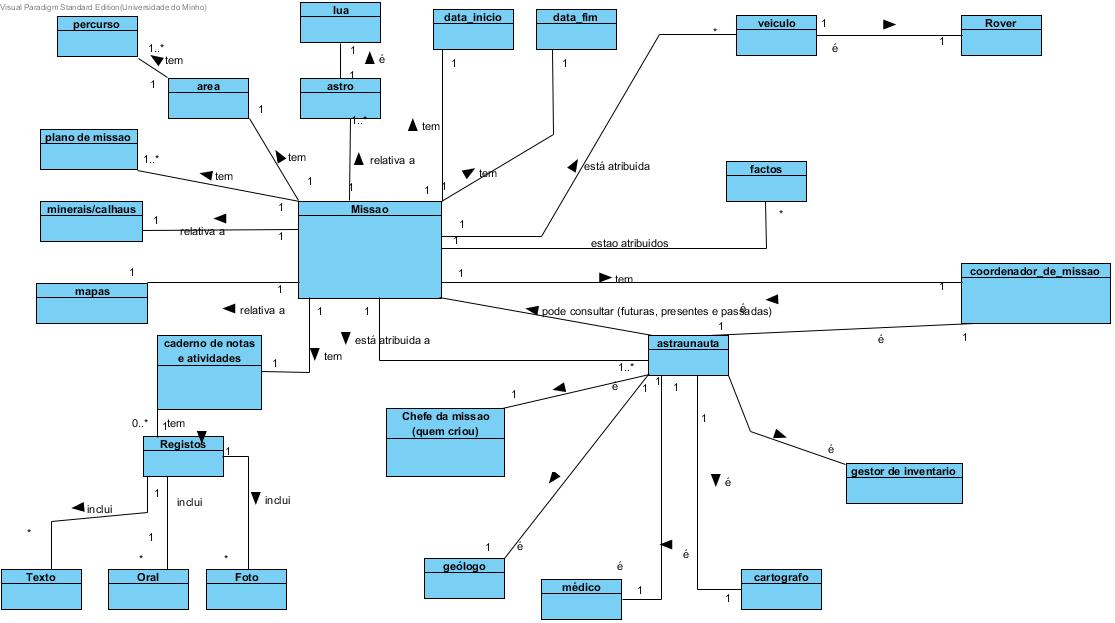 Visual Paradigm Standard Edition(Universidade do Minho)
percurso
lua
data_inicio
data_fim
veiculo
Rover
1
*
1
é
1..*
tem
1
1
é
1
1
1
area
astro
1
1..*
tem
plano de missao
1..*
tem
tem
relativa a
tem
está atribuida
factos
*
1
1
1
1
1
minerais/calhaus
1
Missao
1
relativa a
1
1
1
estao atribuidos
mapas
1
1
relativa a
1
tem
1
coordenador_de_missao
pode consultar (futuras, presentes e passadas)
é
1
1
está atribuida a
1
é
1
caderno de notas
e atividades
1
tem
astraunauta
1..*
é
1
1
1
1
Chefe da missao
(quem criou)
1
0..*
1
tem
Registos
1
é
gestor de inventario
1
é
1
inclui
inclui
inclui
*
1
*
*
1
é
é
é
Texto
Oral
Foto
geólogo
médico
1
1
cartografo